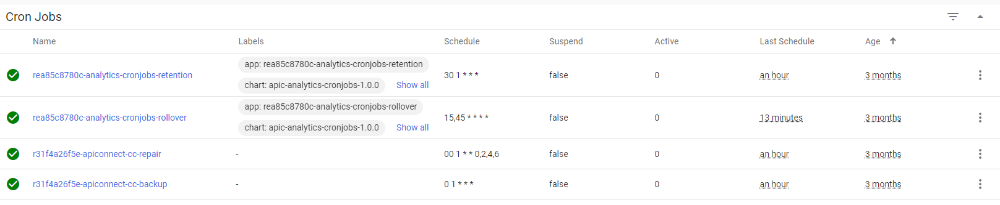 Cron Jobs
Name Labels Schedule Suspend Active Last Schedule Age
rea85c8780c-analytics-cronjobs-retention app: rea85c8780c-analytics-cronjobs-retention 30 1 * * * false 0 an hour 3 months
chart: apic-analytics-cronjobs-1.0.0 Show all
rea85c8780c-analytics-cronjobs-rollover app: rea85c8780c-analytics-cronjobs-rollover 15,45 * * * * false 0 13 minutes 3 months
chart: apic-analytics-cronjobs-1.0.0 Show all
r31f4a26f5e-apiconnect-cc-repair - 00 1 * * 0,2,4,6 false 0 an hour 3 months
r31f4a26f5e-apiconnect-cc-backup - 0 1 * * * false 0 an hour 3 months